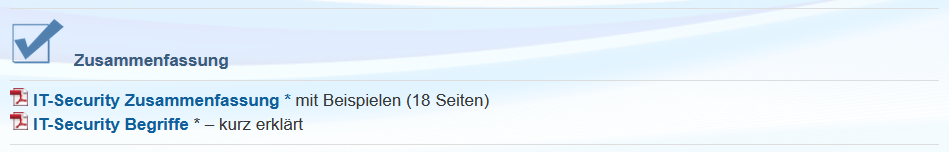 Zusammenfassung
IT-Security Zusammenfassung * mit Beispielen (18 Seiten)
IT-Security Begriffe * – kurz erklärt